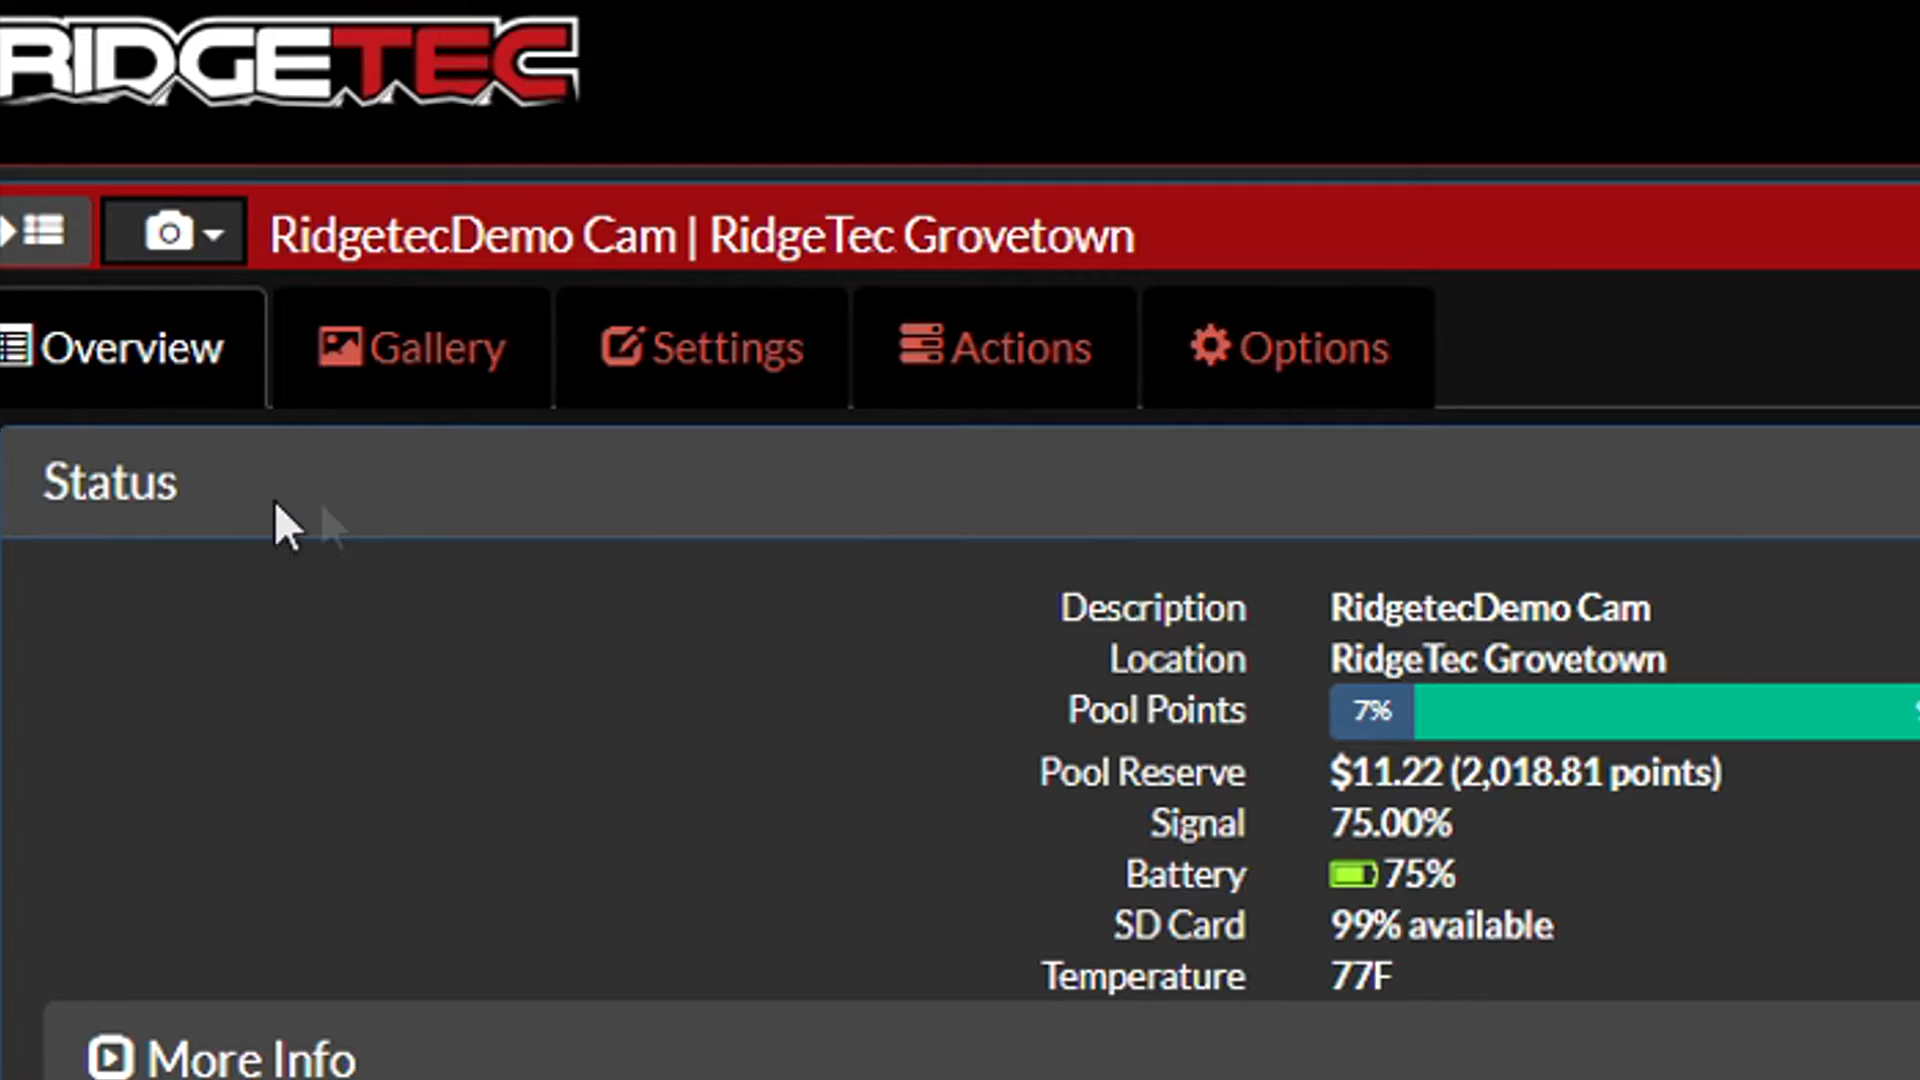 RIDGETEC
RidgetecDemo Cam | RidgeTec Grovetown
Overview Gallery Settings Actions Options
Status
Description RidgetecDemo Cam
Location RidgeTec Grovetown
Pool Points 7%
Pool Reserve $11.22 (2,018.81 points)
Signal 75.00%
Battery 75%
SD Card 99% available
Temperature 77F
More Info